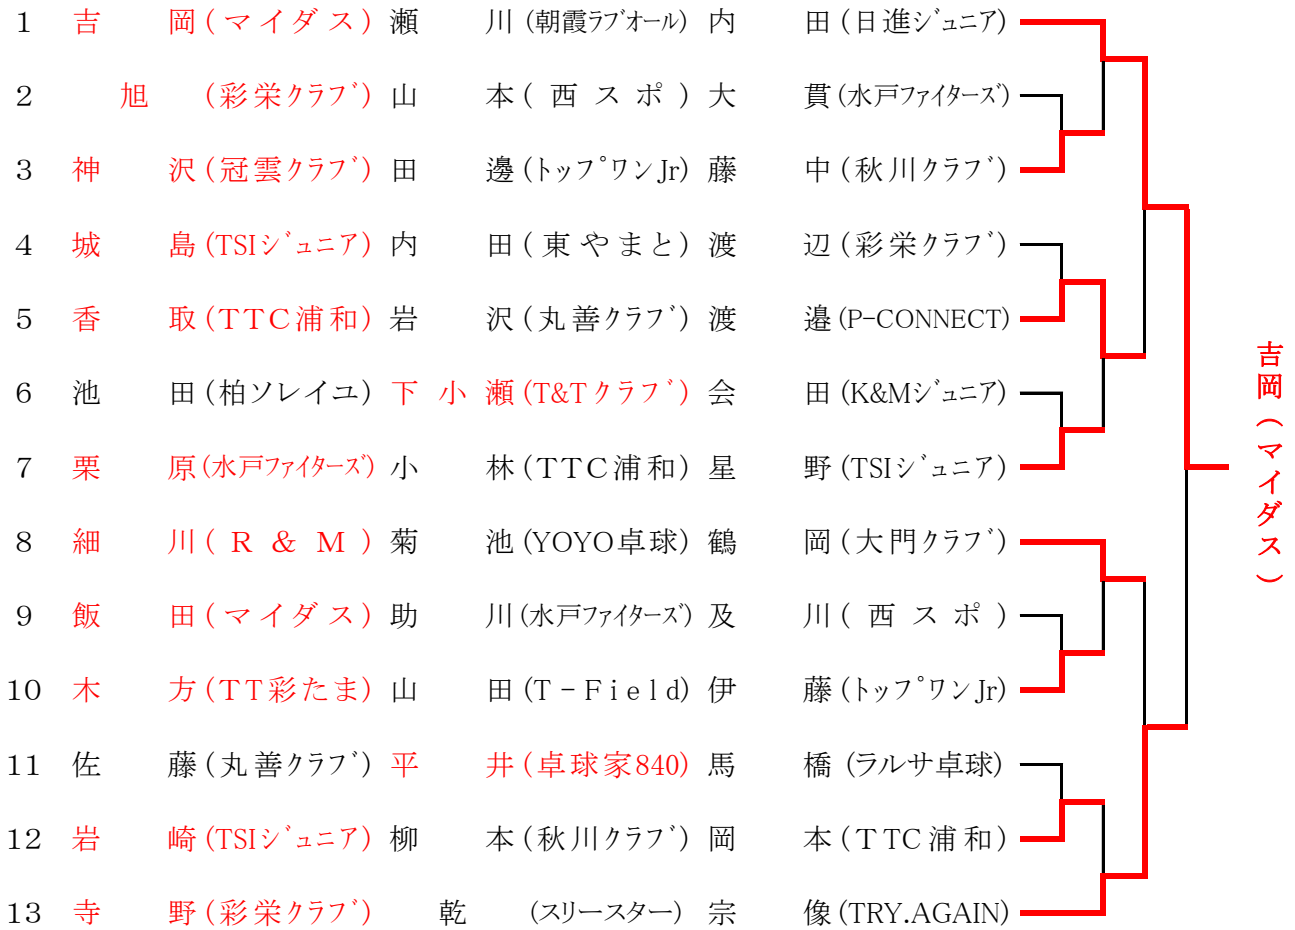 1 吉岡(マイダス) 瀬川(朝霞ラブオール) 内田(日進ジュニア)
2 旭(彩栄クラブ) 山本(西スポ) 大貫(水戸ファイターズ)
3 神沢(冠雲クラブ) 田邊(トップワンJr) 藤中(秋川クラブ)
4 城島(TSIジュニア) 内田(東やまと) 渡辺(彩栄クラブ)
5 香取(TTC浦和) 岩沢(丸善クラブ) 渡邉(P-CONNECT)
6 池田(柏ソレイユ) 下小瀬(T&Tクラブ) 会田(K&Mジュニア)
7 栗原(水戸ファイターズ) 小林(TTC浦和) 星野(TSIジュニア)
8 細川(R&M) 菊池(YOYO卓球) 鶴岡(大門クラブ)
9 飯田(マイダス) 助川(水戸ファイターズ) 及川(西スポ)
10 木方(TT彩たま) 山田(T-Field) 伊藤(トップワンJr)
11 佐藤(丸善クラブ) 平井(卓球家840) 馬橋(ラルサ卓球)
12 岩崎(TSIジュニア) 柳本(秋川クラブ) 岡本(TTC浦和)
13 寺野(彩栄クラブ) 乾(スリースター) 宗像(TRY.AGAIN)
吉岡(マイダス)